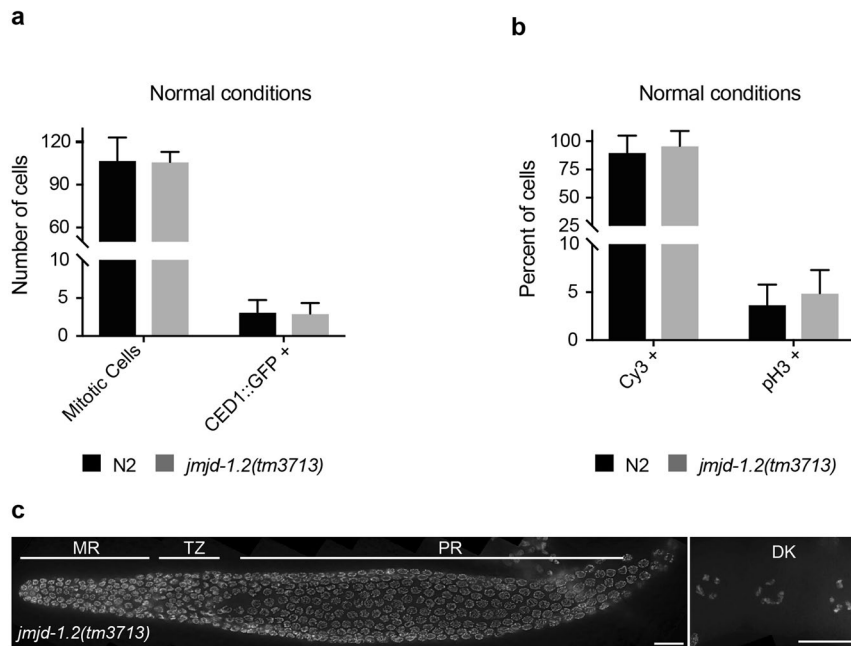 a
Normal conditions
Number of cells
120
90
60
10
5
0
Mitotic Cells
CED1::GFP +
N2
jmjd-1.2(tm3713)
b
Normal conditions
Percent of cells
100
75
50
25
10
5
0
Cy3 +
pH3 +
N2
jmjd-1.2(tm3713)
c
MR TZ PR DK
jmjd-1.2(tm3713)